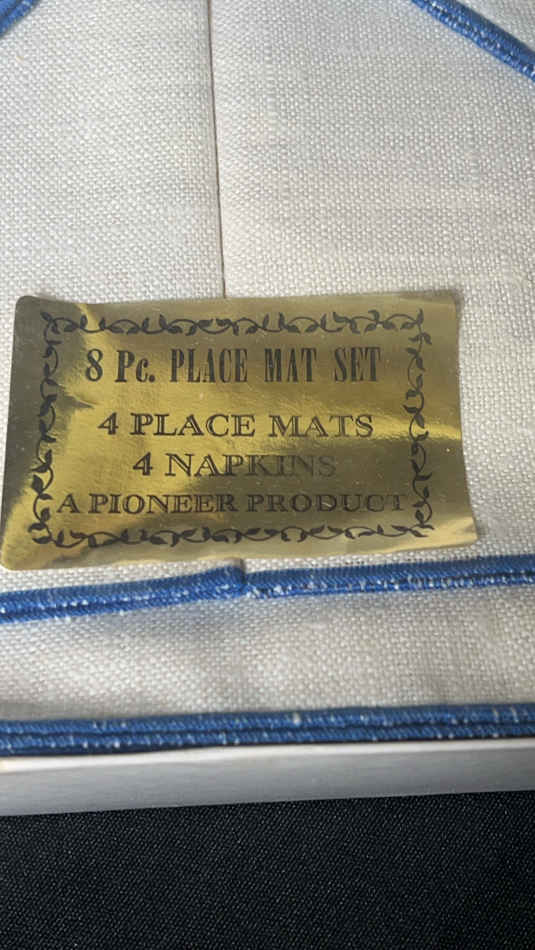 8 Pc. PLACE MAT SET
4 PLACE MATS
4 NAPKINS
A PIONEER PRODUCT